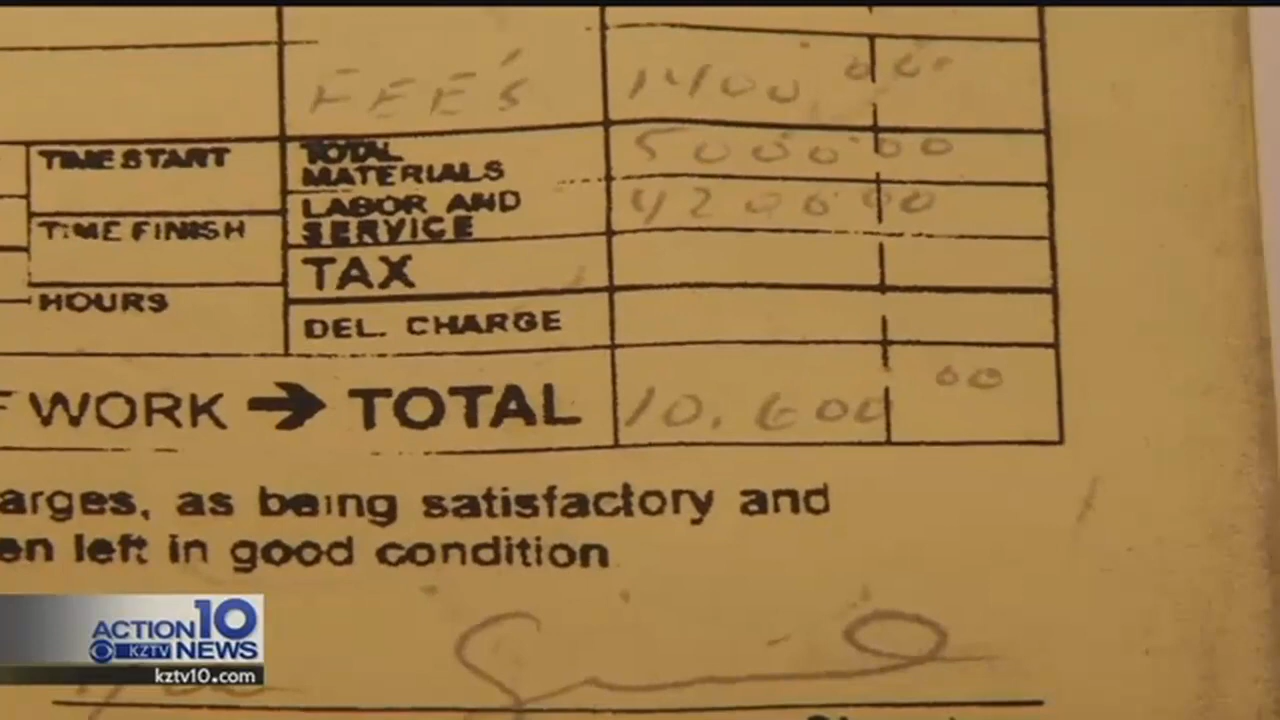 FEE'S 1400 00
TIME START TOTAL MATERIALS 5000 00
TIME FINISH LABOR AND SERVICE 4200 00
TAX
HOURS
DEL. CHARGE
WORK → TOTAL 10,600 00
arges, as being satisfactory and
en left in good condition
ACTION 10
KZTV NEWS
kztv10.com